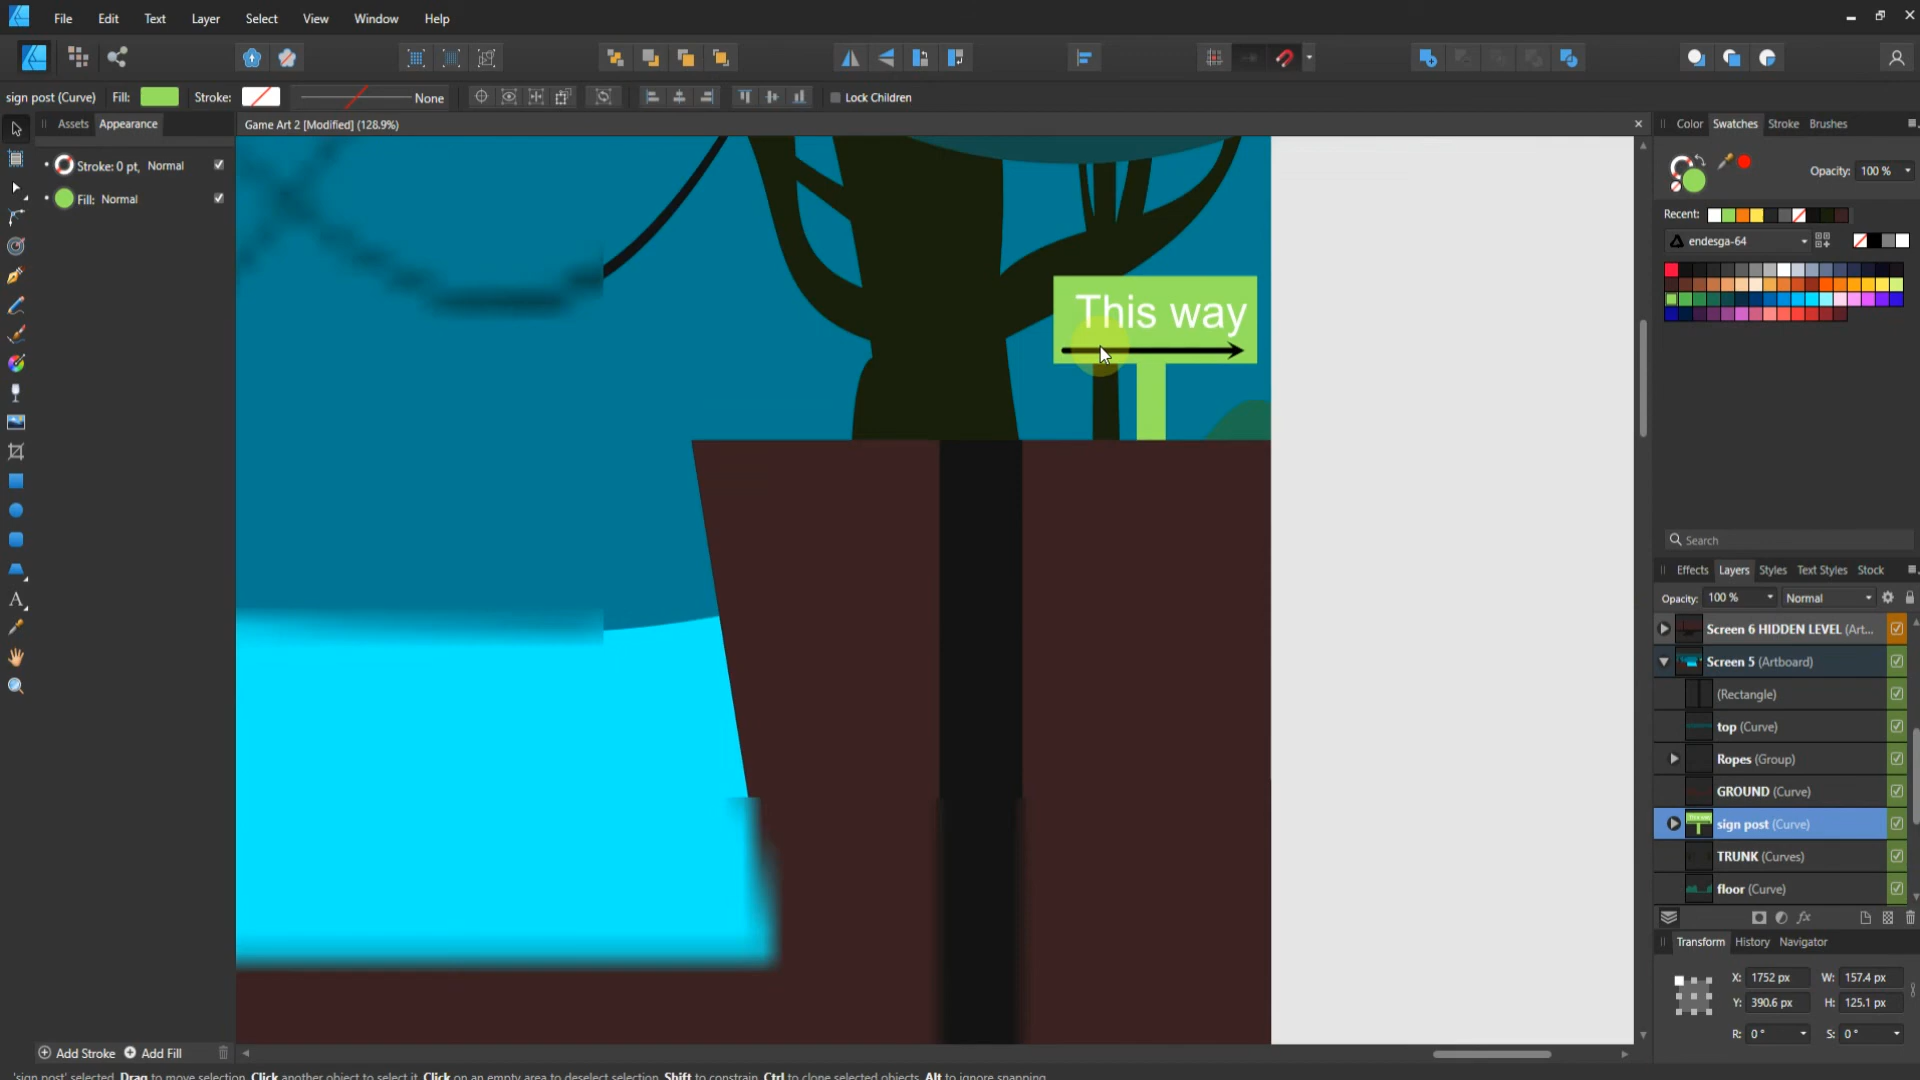 File Edit Text Layer Select View Window Help
sign post (Curve) Fill: Stroke: None Lock Children
Assets Appearance
Game Art 2 [Modified] (128.9%)
Color Swatches Stroke Brushes
Stroke: 0 pt, Normal
Fill: Normal
Opacity: 100 %
Recent:
endesga-64
This way
Search
Effects Layers Styles Text Styles Stock
Opacity: 100 % Normal
Screen 6 HIDDEN LEVEL (Art...
Screen 5 (Artboard)
(Rectangle)
top (Curve)
Ropes (Group)
GROUND (Curve)
sign post (Curve)
TRUNK (Curves)
floor (Curve)
Transform History Navigator
X: 1752 px W: 157.4 px
Y: 390.6 px H: 125.1 px
R: 0 ° S: 0 °
Add Stroke Add Fill
'sign post' selected. Drag to move selection. Click another object to select it. Click on an empty area to deselect selection. Shift to constrain. Ctrl to clone selected objects. Alt to ignore snapping.